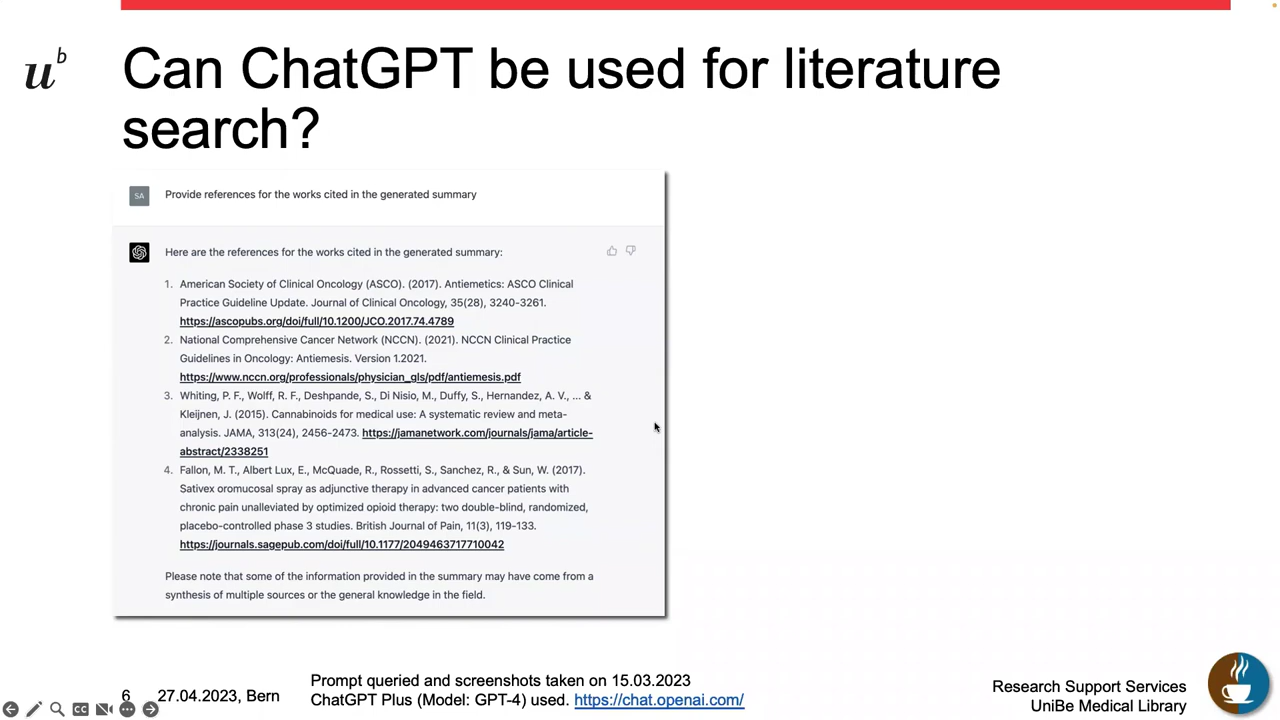 u b
Can ChatGPT be used for literature
search?
SA
Provide references for the works cited in the generated summary
Here are the references for the works cited in the generated summary:
1. American Society of Clinical Oncology (ASCO). (2017). Antiemetics: ASCO Clinical
Practice Guideline Update. Journal of Clinical Oncology, 35(28), 3240-3261.
https://ascopubs.org/doi/full/10.1200/JCO.2017.74.4789
2. National Comprehensive Cancer Network (NCCN). (2021). NCCN Clinical Practice
Guidelines in Oncology: Antiemesis. Version 1.2021.
https://www.nccn.org/professionals/physician_gls/pdf/antiemesis.pdf
3. Whiting, P. F., Wolff, R. F., Deshpande, S., Di Nisio, M., Duffy, S., Hernandez, A. V., ... &
Kleijnen, J. (2015). Cannabinoids for medical use: A systematic review and meta-
analysis. JAMA, 313(24), 2456-2473. https://jamanetwork.com/journals/jama/article-
abstract/2338251
4. Fallon, M. T., Albert Lux, E., McQuade, R., Rossetti, S., Sanchez, R., & Sun, W. (2017).
Sativex oromucosal spray as adjunctive therapy in advanced cancer patients with
chronic pain unalleviated by optimized opioid therapy: two double-blind, randomized,
placebo-controlled phase 3 studies. British Journal of Pain, 11(3), 119-133.
https://journals.sagepub.com/doi/full/10.1177/2049463717710042
Please note that some of the information provided in the summary may have come from a
synthesis of multiple sources or the general knowledge in the field.
6 27.04.2023, Bern
Prompt queried and screenshots taken on 15.03.2023
ChatGPT Plus (Model: GPT-4) used. https://chat.openai.com/
Research Support Services
UniBe Medical Library
CC